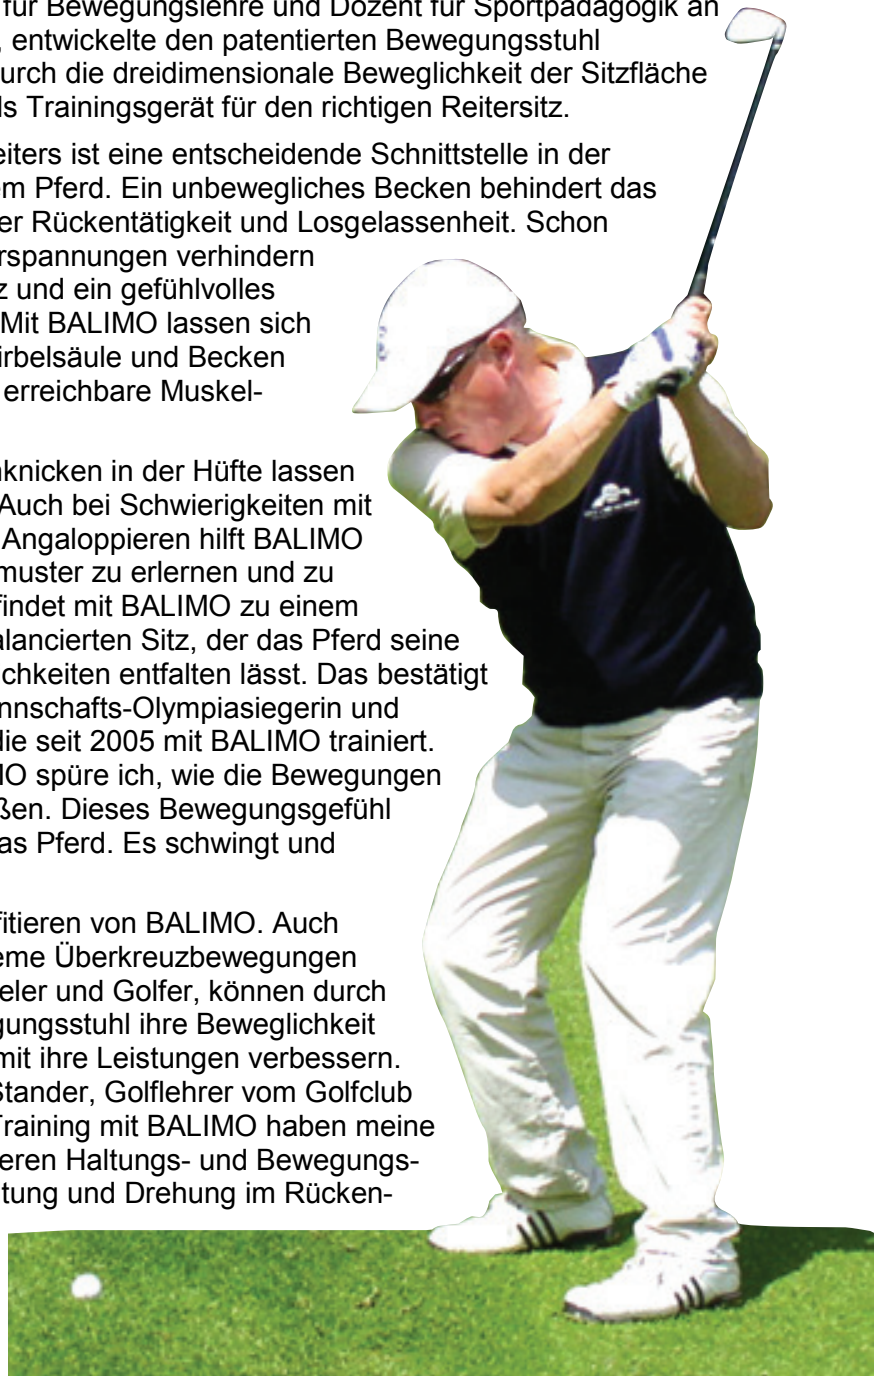 für Bewegungslehre und Dozent für Sportpädagogik an
, entwickelte den patentierten Bewegungsstuhl
urch die dreidimensionale Beweglichkeit der Sitzfläche
ls Trainingsgerät für den richtigen Reitersitz.
eiters ist eine entscheidende Schnittstelle in der
em Pferd. Ein unbewegliches Becken behindert das
er Rückentätigkeit und Losgelassenheit. Schon
rspannungen verhindern
z und ein gefühlvolles
Mit BALIMO lassen sich
irbelsäule und Becken
erreichbare Muskel-
nknicken in der Hüfte lassen
Auch bei Schwierigkeiten mit
Angaloppieren hilft BALIMO
muster zu erlernen und zu
findet mit BALIMO zu einem
alancierten Sitz, der das Pferd seine
ichkeiten entfalten lässt. Das bestätigt
nnschafts-Olympiasiegerin und
die seit 2005 mit BALIMO trainiert.
MO spüre ich, wie die Bewegungen
ßen. Dieses Bewegungsgefühl
as Pferd. Es schwingt und
fitieren von BALIMO. Auch
eme Überkreuzbewegungen
eler und Golfer, können durch
gungsstuhl ihre Beweglichkeit
mit ihre Leistungen verbessern.
Stander, Golflehrer vom Golfclub
Training mit BALIMO haben meine
eren Haltungs- und Bewegungs-
tung und Drehung im Rücken-